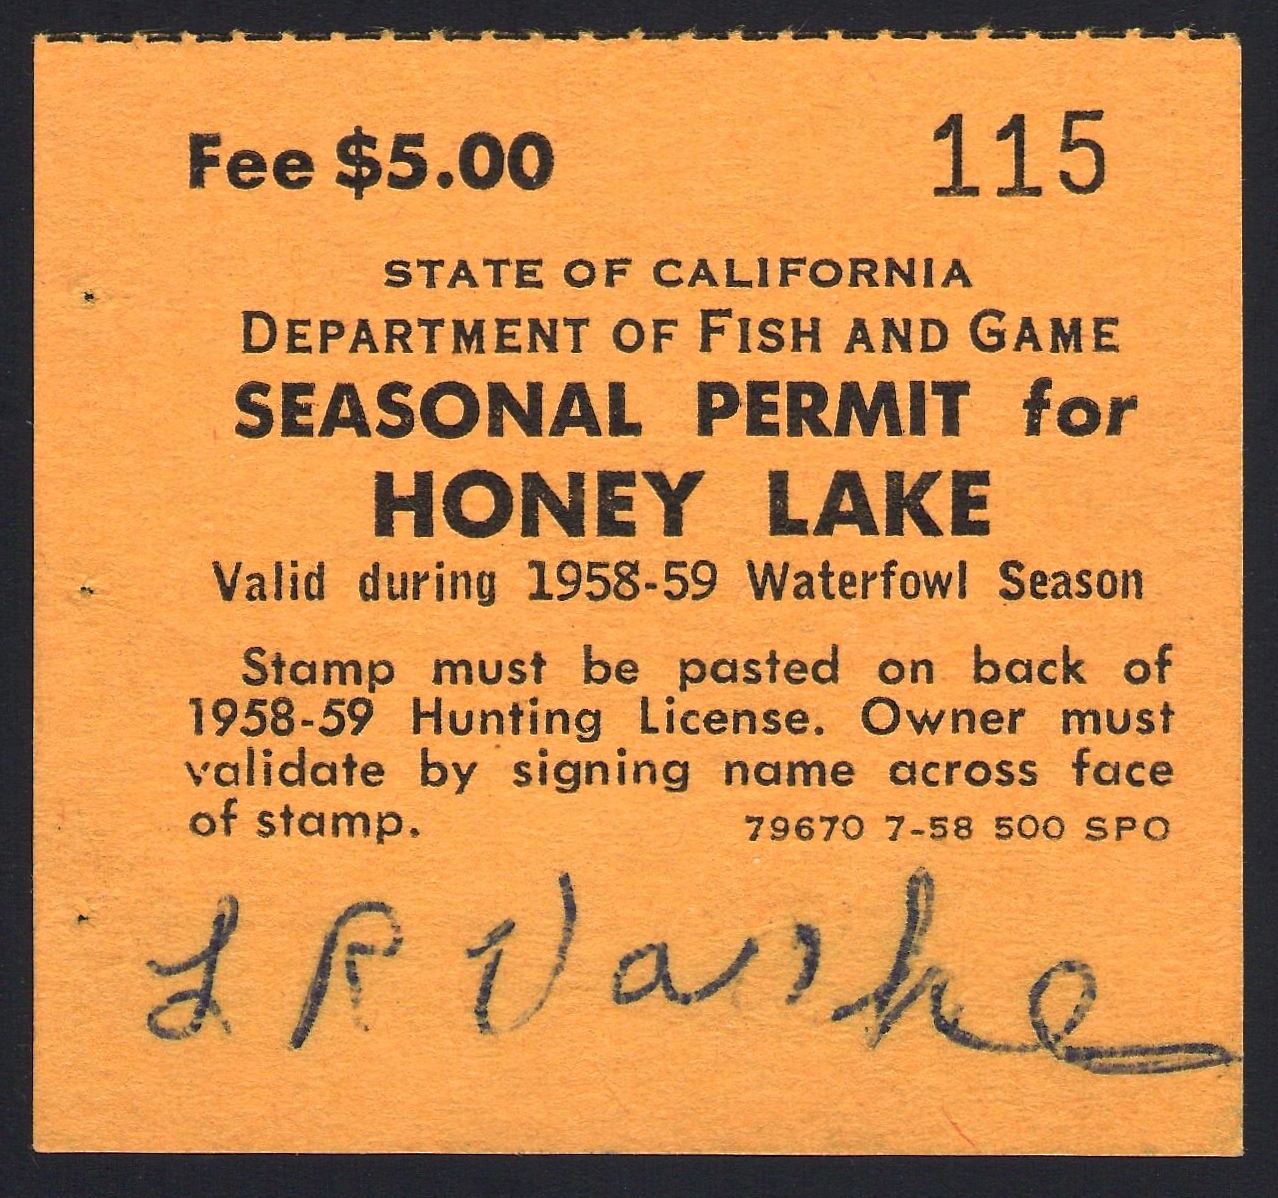 Fee $5.00 115
STATE OF CALIFORNIA
DEPARTMENT OF FISH AND GAME
SEASONAL PERMIT for
HONEY LAKE
Valid during 1958-59 Waterfowl Season
Stamp must be pasted on back of
1958-59 Hunting License. Owner must
validate by signing name across face
of stamp. 79670 7-58 500 SPO
L R